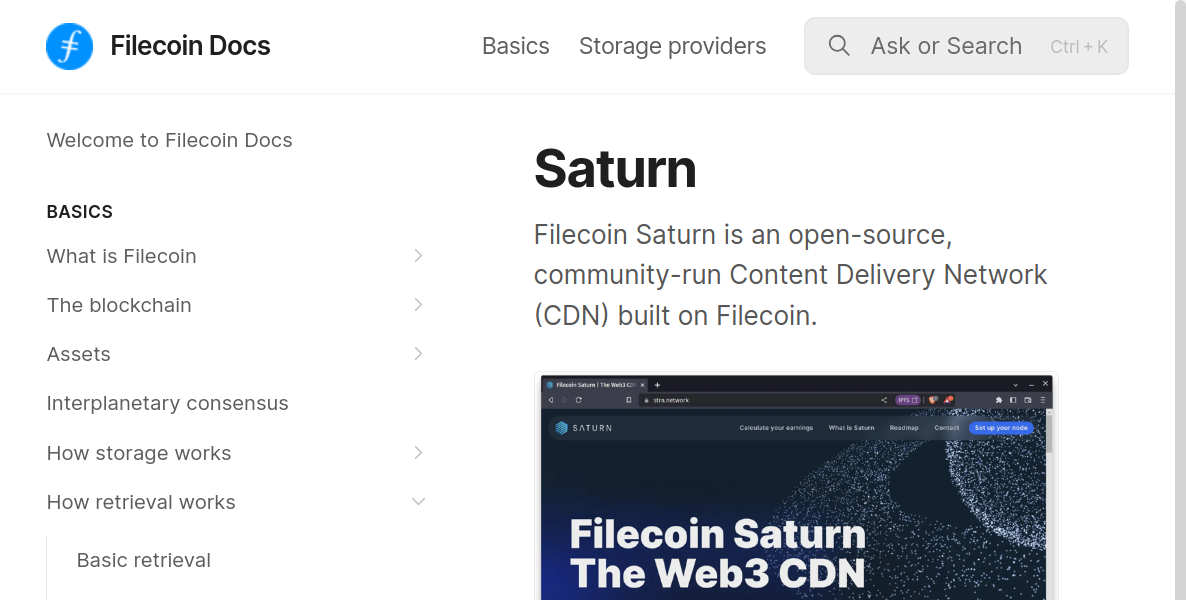 Filecoin Docs
Basics
Storage providers
Ask or Search
Ctrl + K
Welcome to Filecoin Docs
BASICS
What is Filecoin
The blockchain
Assets
Interplanetary consensus
How storage works
How retrieval works
Basic retrieval
Saturn
Filecoin Saturn is an open-source,
community-run Content Delivery Network
(CDN) built on Filecoin.
Filecoin Saturn | The Web3 CDN
strn.network
IPFS
SATURN
Calculate your earnings
What is Saturn
Roadmap
Contact
Set up your node
Filecoin Saturn
The Web3 CDN